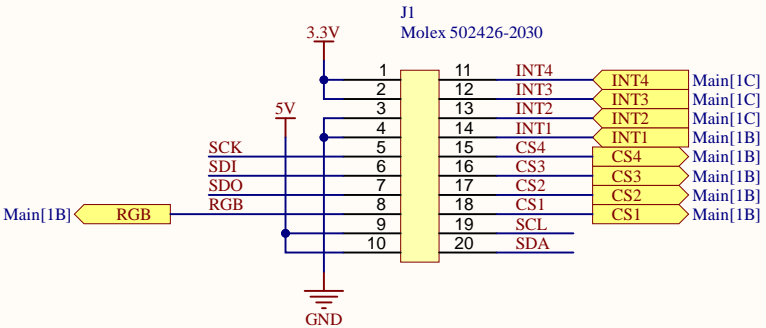 J1
Molex 502426-2030
3.3V
5V
1 11 INT4 INT4 Main[1C]
2 12 INT3 INT3 Main[1C]
3 13 INT2 INT2 Main[1C]
4 14 INT1 INT1 Main[1B]
SCK 5 15 CS4 CS4 Main[1B]
SDI 6 16 CS3 CS3 Main[1B]
SDO 7 17 CS2 CS2 Main[1B]
Main[1B] RGB RGB 8 18 CS1 CS1 Main[1B]
9 19 SCL
10 20 SDA
GND